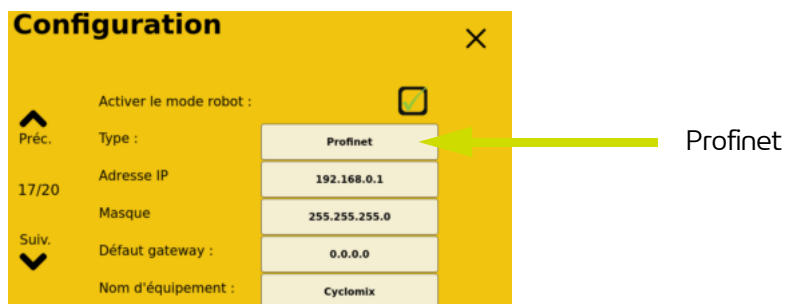 Configuration
Activer le mode robot :
Préc.
Type :
Profinet
Profinet
Adresse IP
192.168.0.1
17/20
Masque
255.255.255.0
Suiv.
Défaut gateway :
0.0.0.0
Nom d'équipement :
Cyclomix